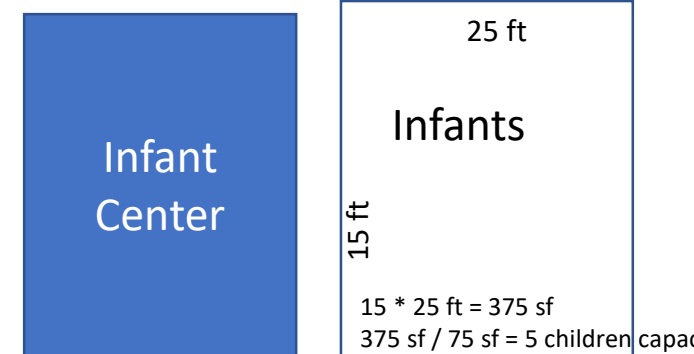 Infant
Center
25 ft
Infants
15 ft
15 * 25 ft = 375 sf
375 sf / 75 sf = 5 children capac